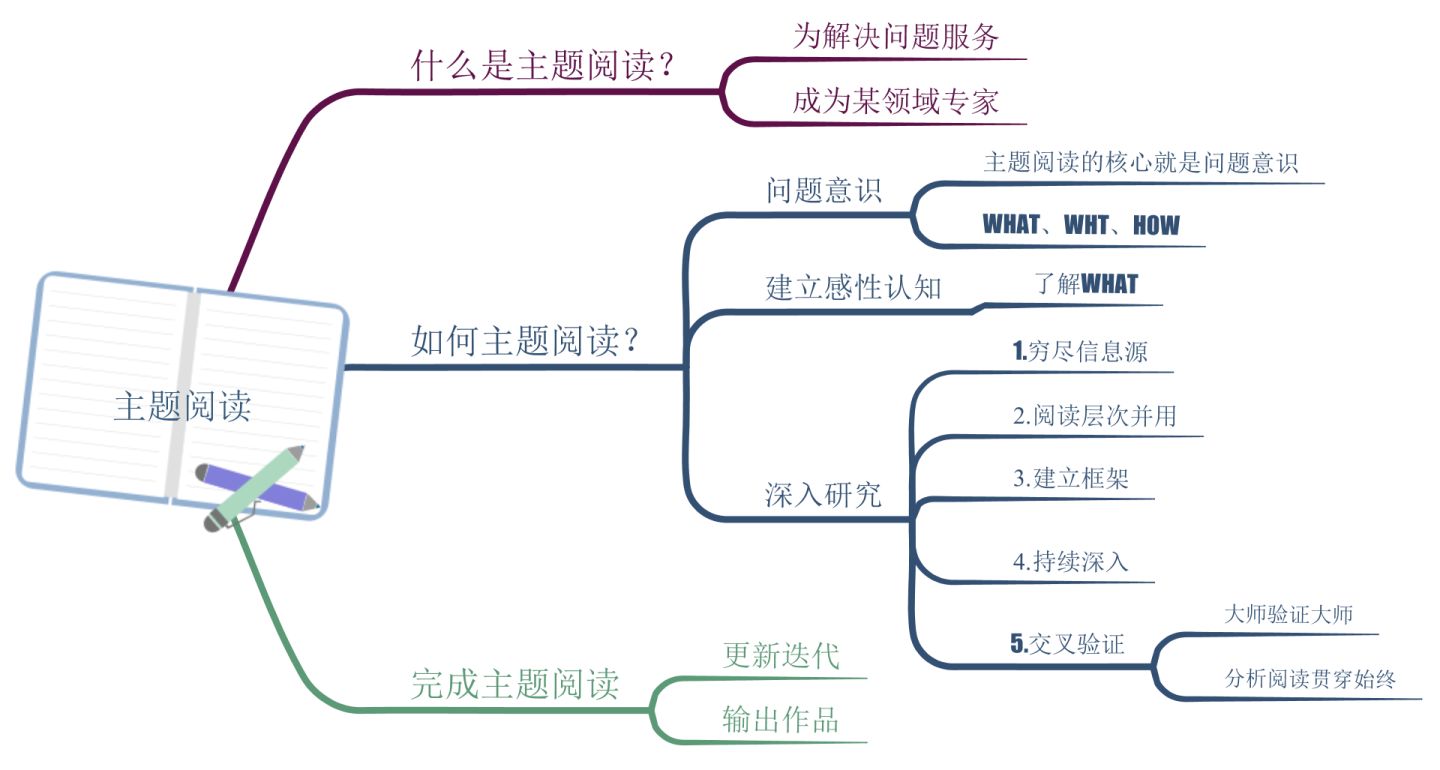 主题阅读
什么是主题阅读？
为解决问题服务
成为某领域专家
如何主题阅读？
问题意识
主题阅读的核心就是问题意识
WHAT、WHT、HOW
建立感性认知
了解WHAT
深入研究
1.穷尽信息源
2.阅读层次并用
3.建立框架
4.持续深入
5.交叉验证
大师验证大师
分析阅读贯穿始终
完成主题阅读
更新迭代
输出作品